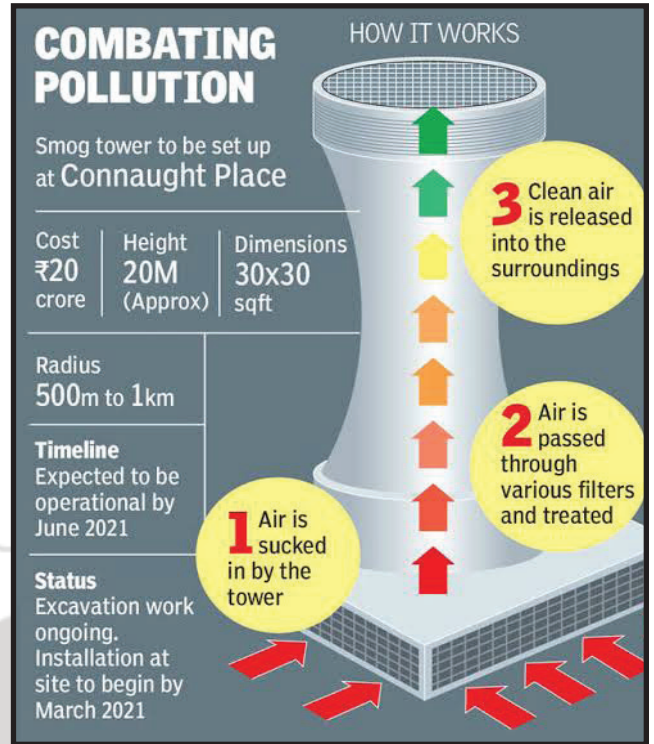 COMBATING
POLLUTION
Smog tower to be set up
at Connaught Place
Cost
₹20
crore
Height
20M
(Approx)
Dimensions
30x30
sqft
Radius
500m to 1km
Timeline
Expected to be
operational by
June 2021
Status
Excavation work
ongoing.
Installation at
site to begin by
March 2021
HOW IT WORKS
1 Air is
sucked
in by the
tower
2 Air is
passed
through
various filters
and treated
3 Clean air
is released
into the
surroundings